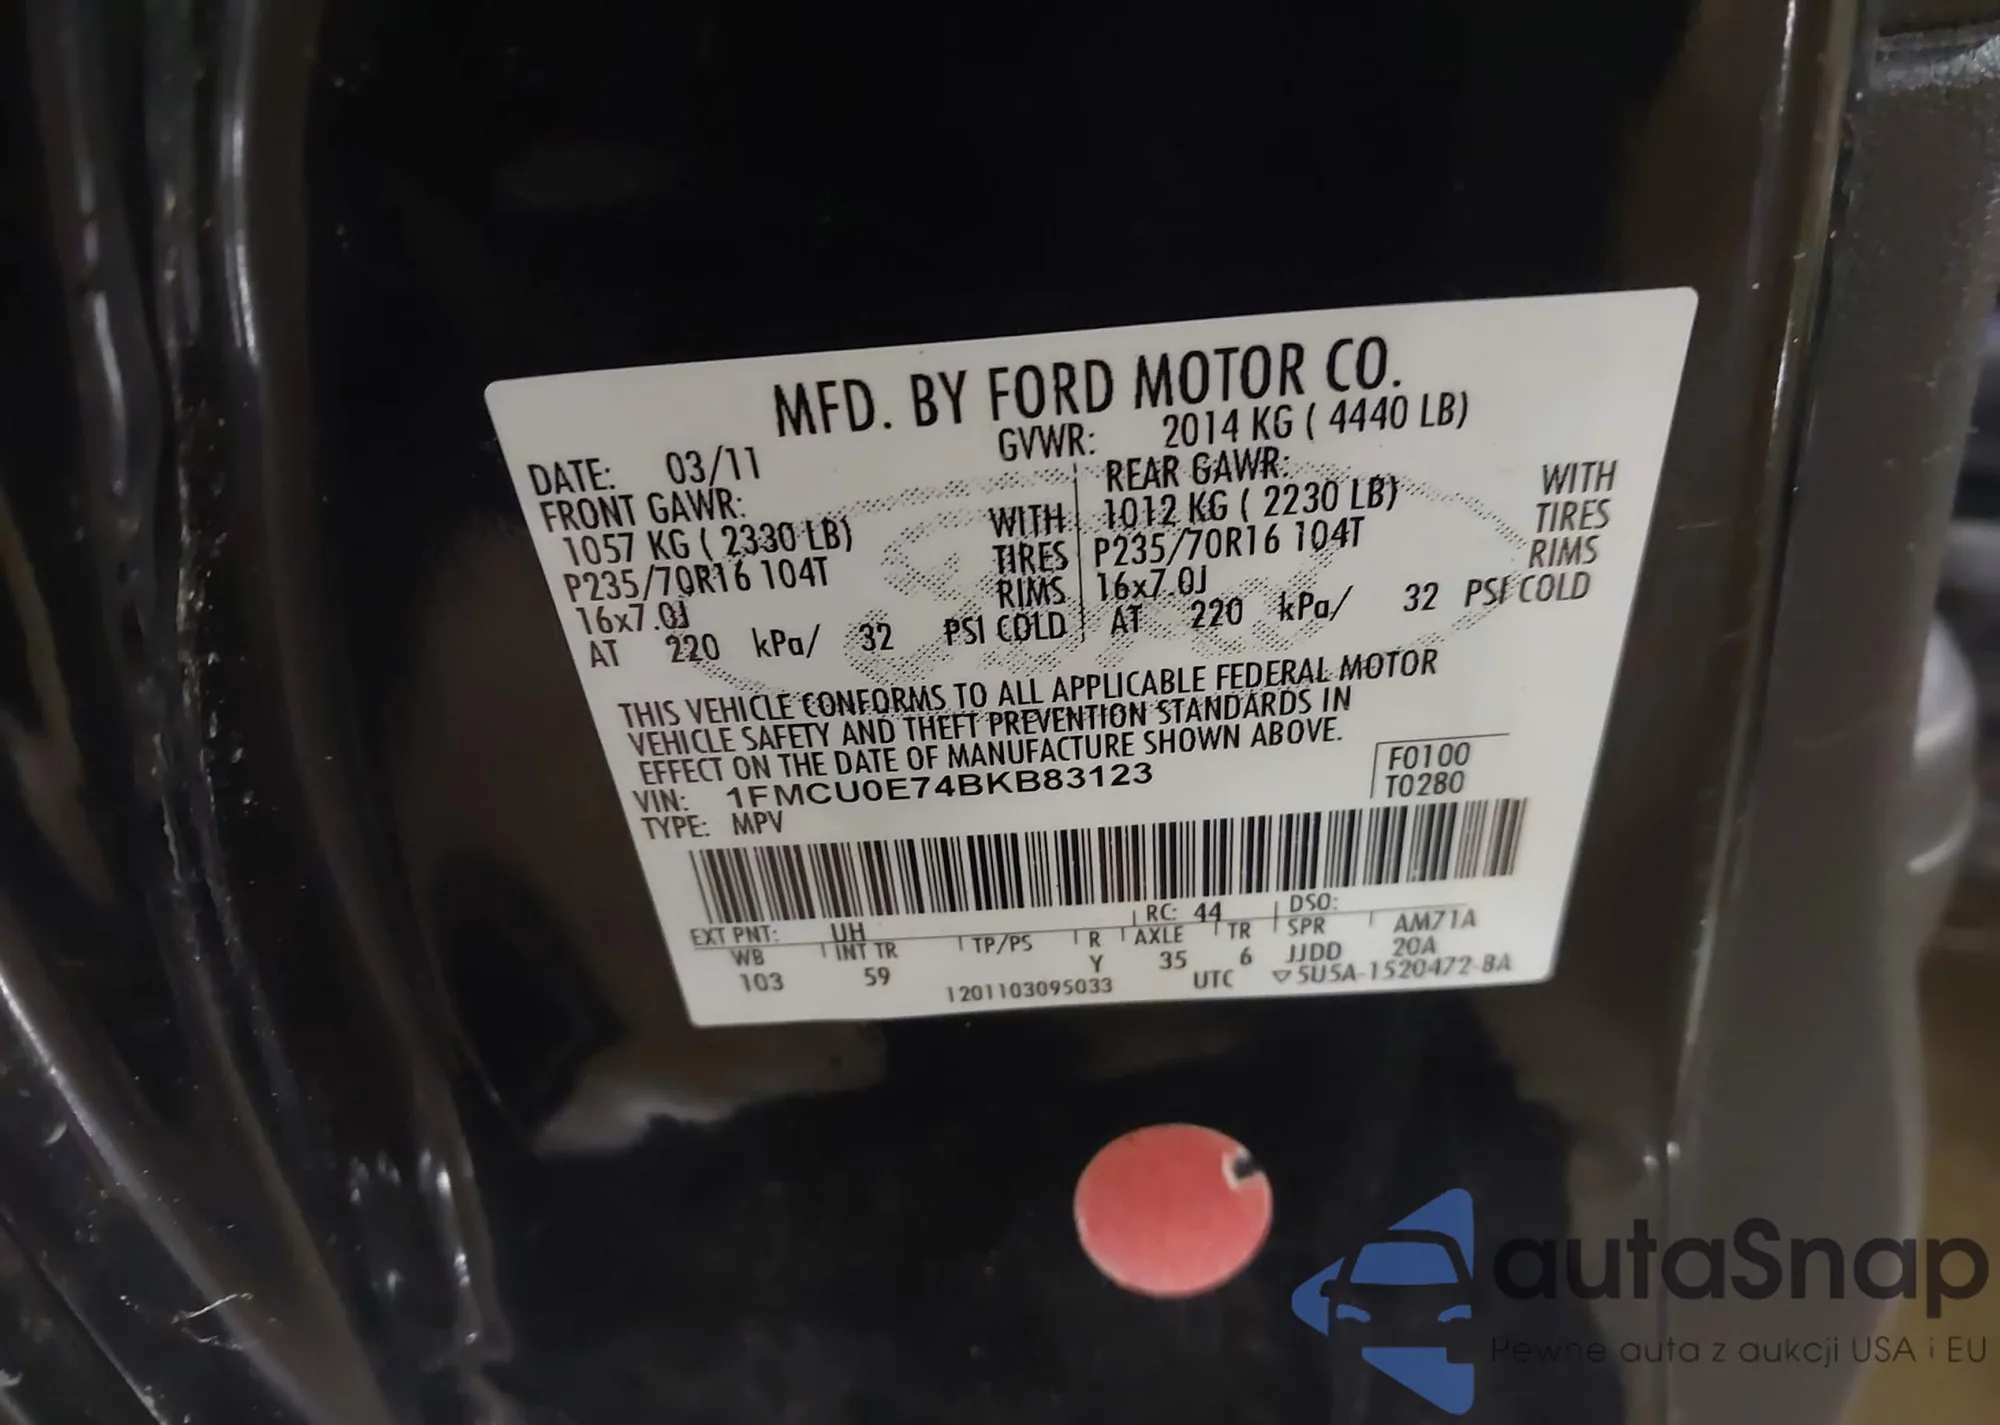 MFD. BY FORD MOTOR CO.
DATE: 03/11 GVWR: 2014 KG ( 4440 LB)
FRONT GAWR: REAR GAWR:
1057 KG ( 2330 LB) WITH 1012 KG ( 2230 LB) WITH
P235/70R16 104T TIRES P235/70R16 104T TIRES
16x7.0J RIMS 16x7.0J RIMS
AT 220 kPa/ 32 PSI COLD AT 220 kPa/ 32 PSI COLD
THIS VEHICLE CONFORMS TO ALL APPLICABLE FEDERAL MOTOR
VEHICLE SAFETY AND THEFT PREVENTION STANDARDS IN
EFFECT ON THE DATE OF MANUFACTURE SHOWN ABOVE.
VIN: 1FMCU0E74BKB83123 F0100
TYPE: MPV T0280
EXT PNT: UH RC: 44 DSO:
WB INT TR TP/PS R AXLE TR SPR AM71A
103 59 Y 35 6 JJDD 20A
1201103095033 UTC ▽5U5A-1520472-BA
autaSnap
Pewne auta z aukcji USA i EU